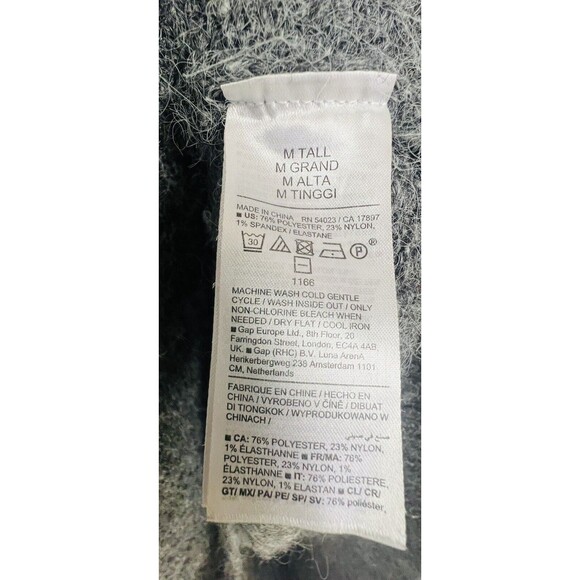 M TALL
M GRAND
M ALTA
M TINGGI
MADE IN CHINA RN 54023 / CA 17897
■ US: 76% POLYESTER, 23% NYLON,
1% SPANDEX / ELASTANE
30 P ®
1166
MACHINE WASH COLD GENTLE
CYCLE / WASH INSIDE OUT / ONLY
NON-CHLORINE BLEACH WHEN
NEEDED / DRY FLAT / COOL IRON
■ Gap Europe Ltd., 8th Floor, 20
Farringdon Street, London, EC4A 4AB
UK. ■ Gap (RHC) B.V. Luna ArenA
Herikerbergweg 238 Amsterdam 1101
CM, Netherlands
FABRIQUE EN CHINE / HECHO EN
CHINA / VYROBENO V ČÍNĚ / DIBUAT
DI TIONGKOK / WYPRODUKOWANO W
CHINACH /
صنع في صيني
■ CA: 76% POLYESTER, 23% NYLON,
1% ÉLASTHANNE ■ FR/MA: 76%
POLYESTER, 23% NYLON, 1%
ÉLASTHANNE ■ IT: 76% POLIESTERE,
23% NYLON, 1% ELASTAN ■ CL/ CR/
GT/ MX/ PA/ PE/ SP/ SV: 76% poliéster,